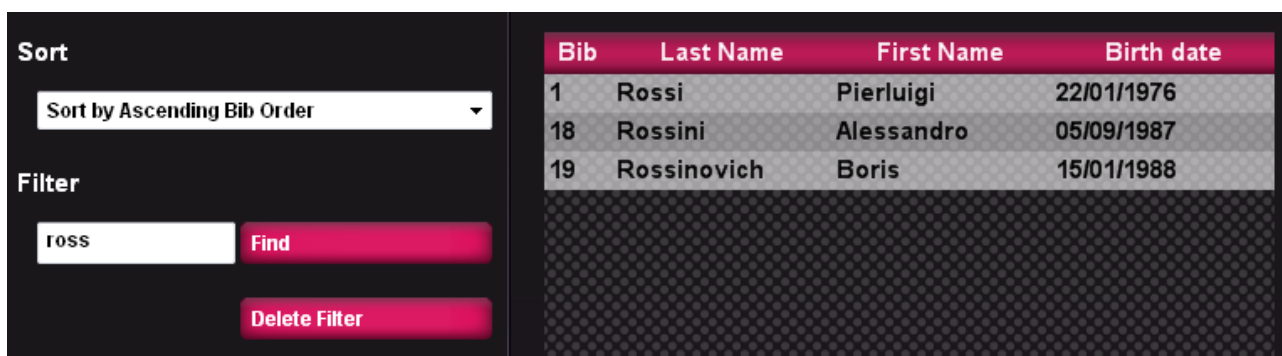 Sort
Sort by Ascending Bib Order
Filter
ross Find
Delete Filter
Bib Last Name First Name Birth date
1 Rossi Pierluigi 22/01/1976
18 Rossini Alessandro 05/09/1987
19 Rossinovich Boris 15/01/1988